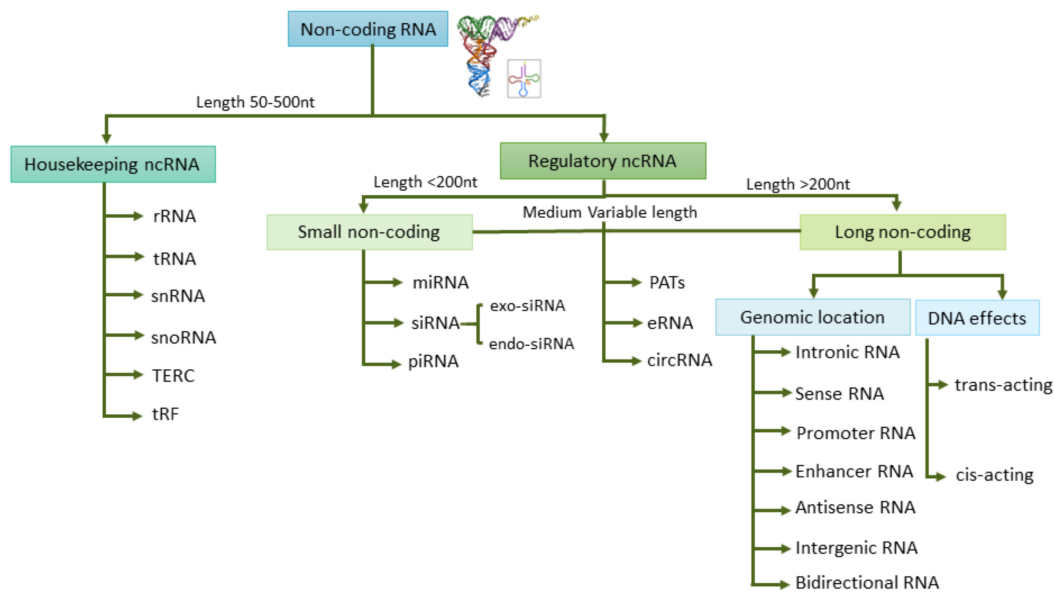 Non-coding RNA
Length 50-500nt
Housekeeping ncRNA
rRNA
tRNA
snRNA
snoRNA
TERC
tRF
Regulatory ncRNA
Length <200nt
Length >200nt
Medium Variable length
Small non-coding
miRNA
siRNA
exo-siRNA
endo-siRNA
piRNA
PATs
eRNA
circRNA
Long non-coding
Genomic location
Intronic RNA
Sense RNA
Promoter RNA
Enhancer RNA
Antisense RNA
Intergenic RNA
Bidirectional RNA
DNA effects
trans-acting
cis-acting